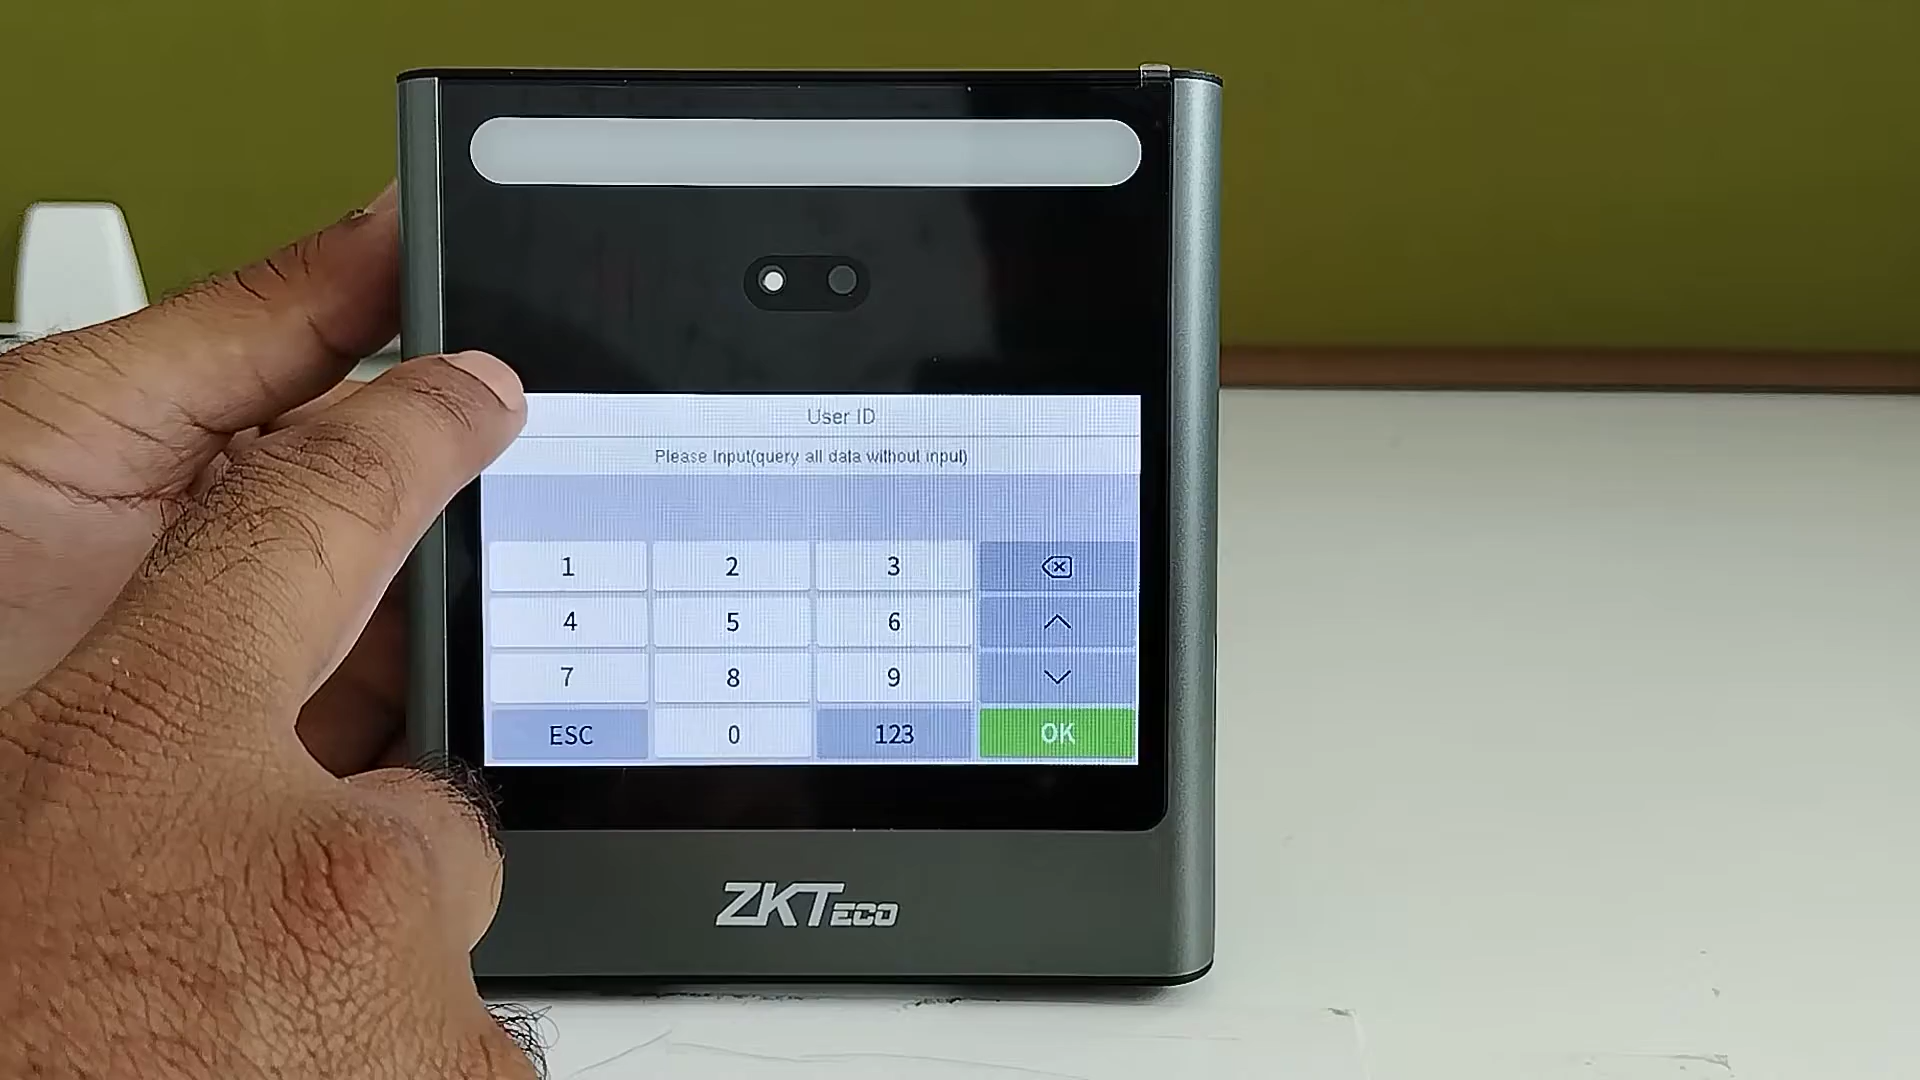 User ID
Please Input(query all data without input)
1 2 3
4 5 6
7 8 9
ESC 0 123 OK
ZKTECO